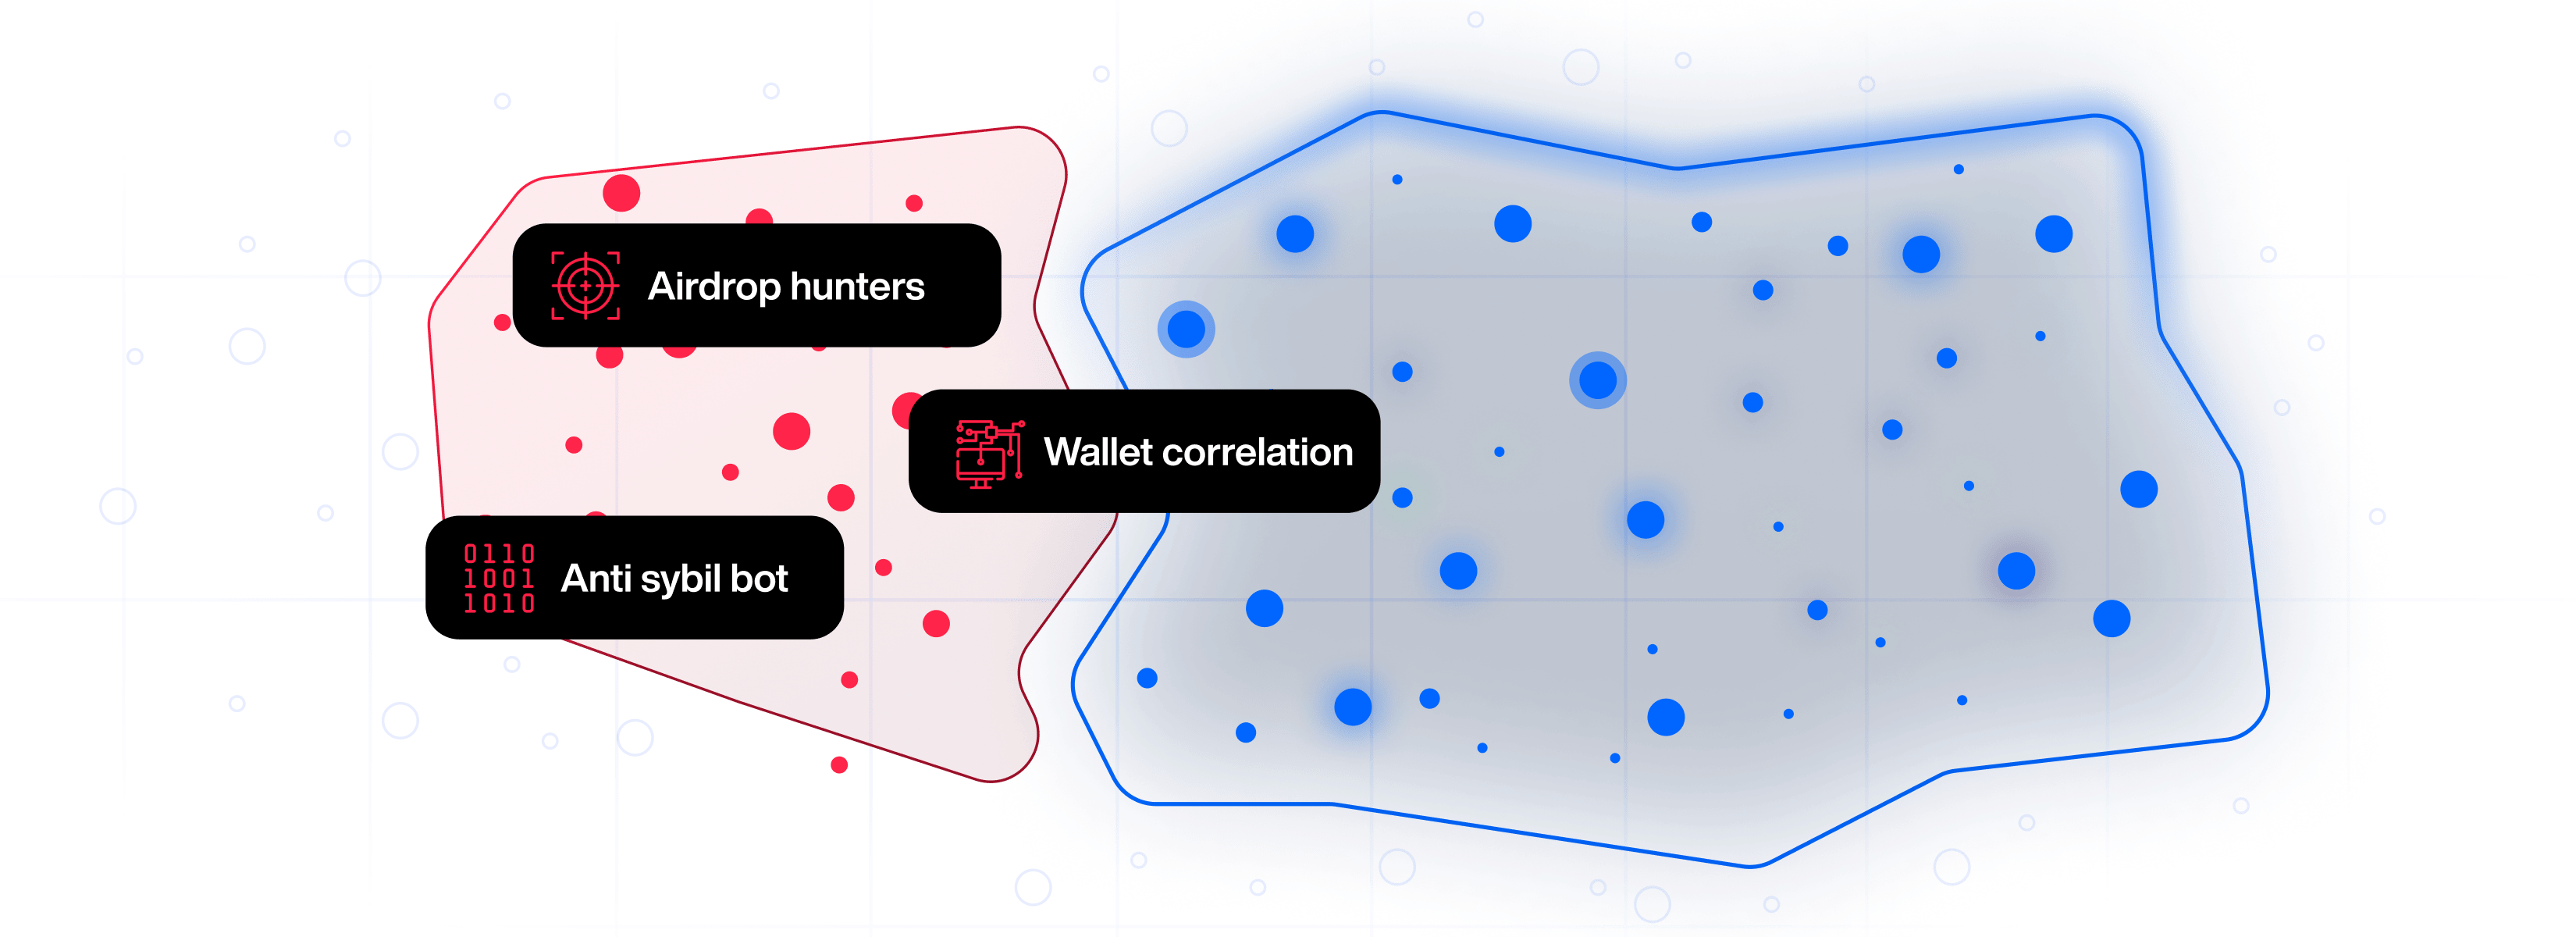 Airdrop hunters
Wallet correlation
0110
1001
1010
Anti sybil bot